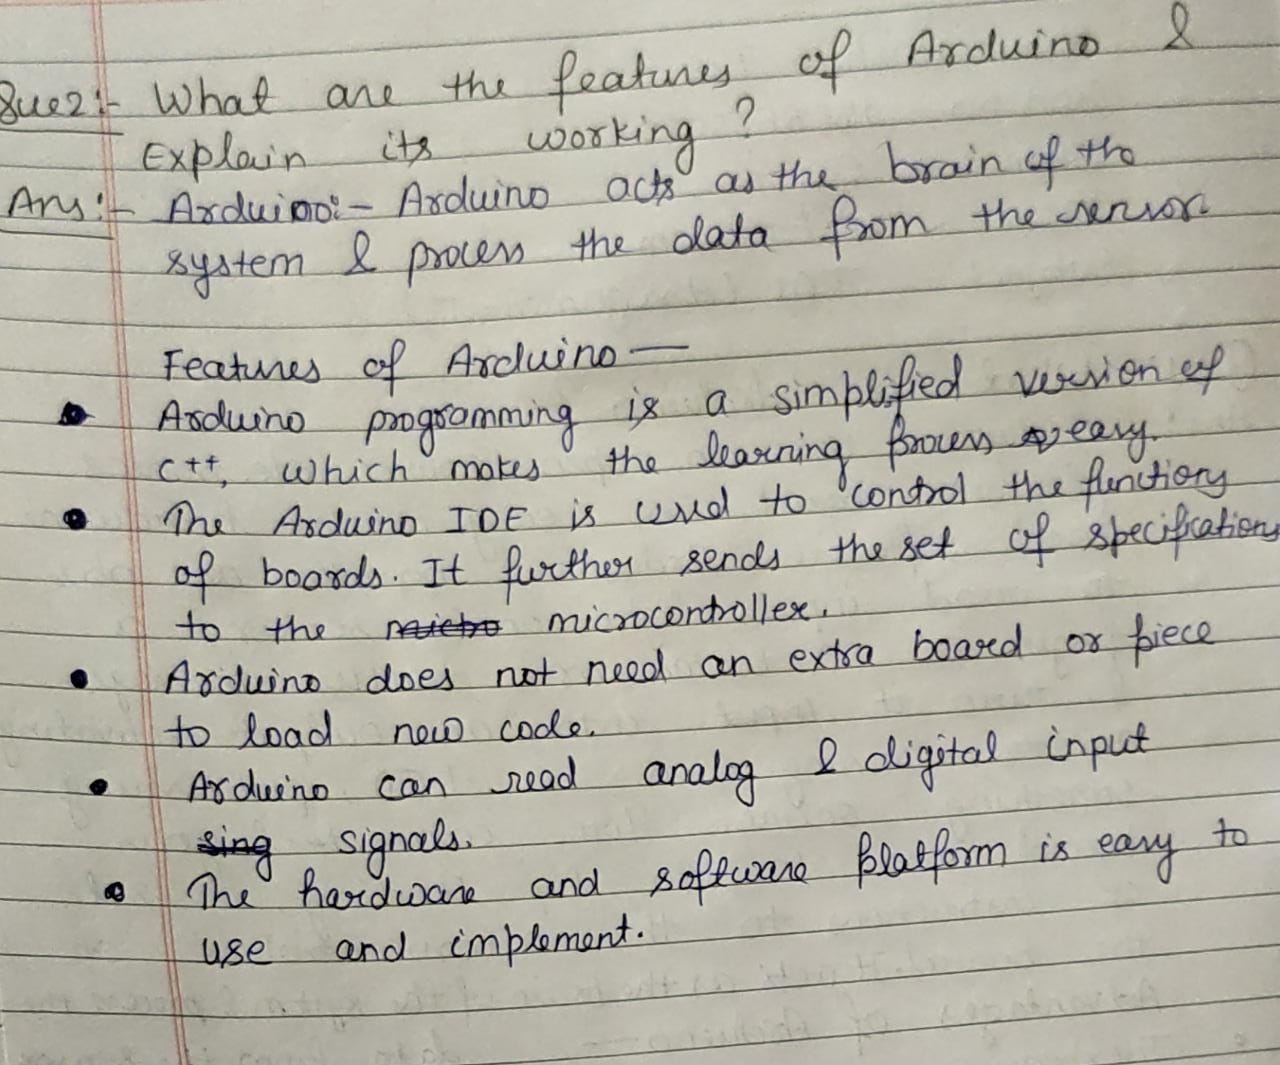 Que2:- What are the features of Arduino &
Explain its working?
Ans:- Arduino:- Arduino acts as the brain of the
system & process the data from the sensor
Features of Arduino —
• Arduino programming is a simplified version of
C++, which makes the learning process easy.
• The Arduino IDE is used to control the functions
of boards. It further sends the set of specifications
to the micro microcontroller.
• Arduino does not need an extra board or piece
to load new code.
• Arduino can read analog & digital input
sing signals.
• The hardware and software platform is easy to
use and implement.